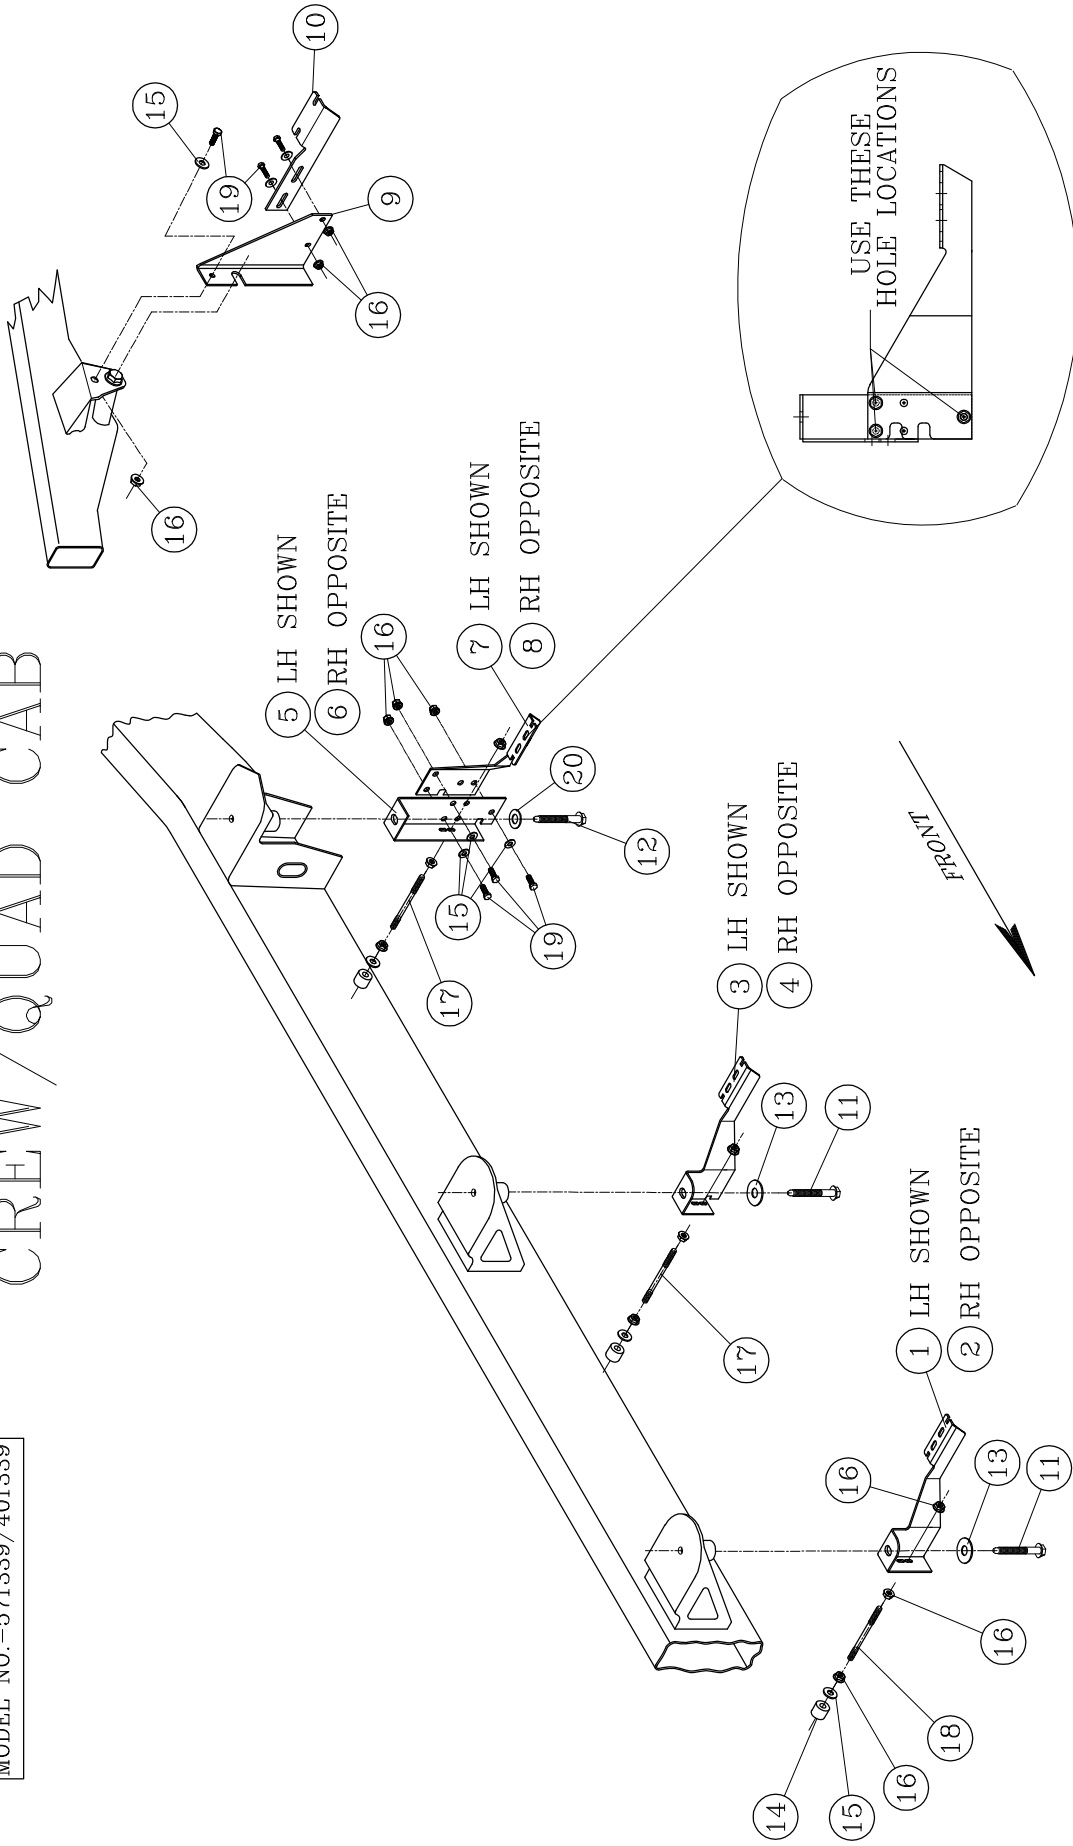 MODEL NO.-571339/401339
CREW/QUAD CAB
10
15
19
9
16
16
5 LH SHOWN
6 RH OPPOSITE
16
7 LH SHOWN
8 RH OPPOSITE
USE THESE
HOLE LOCATIONS
20
12
15
19
17
3 LH SHOWN
4 RH OPPOSITE
FRONT
13
11
17
1 LH SHOWN
2 RH OPPOSITE
16
13
11
16
18
16
15
14